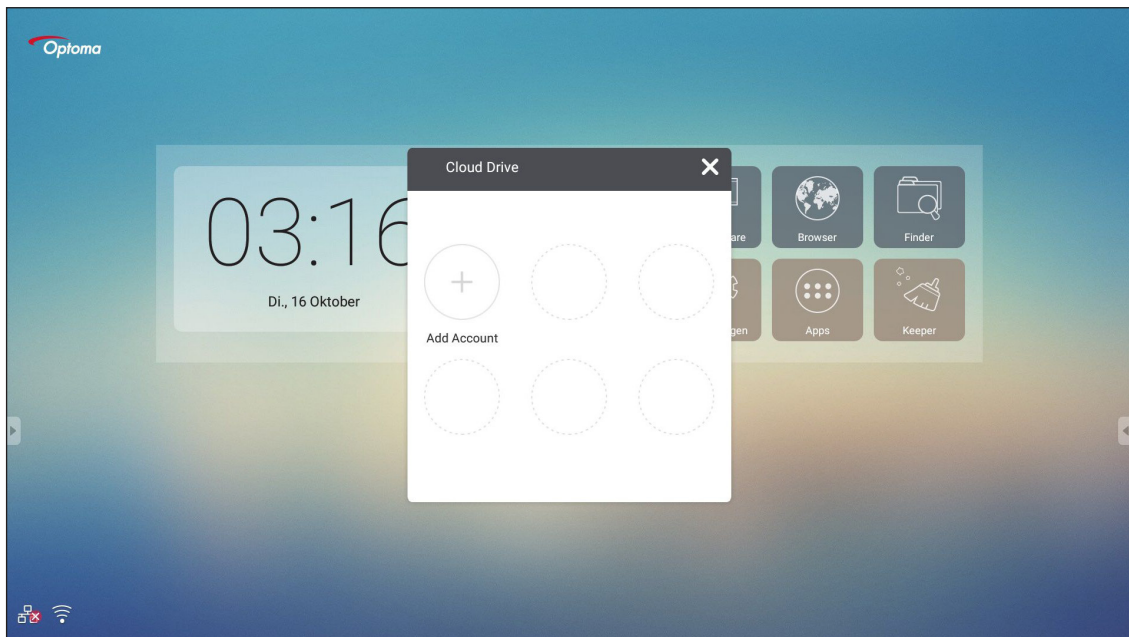 Optoma
Cloud Drive
03:16
Di., 16 Oktober
Add Account
are
Browser
Finder
gen
Apps
Keeper